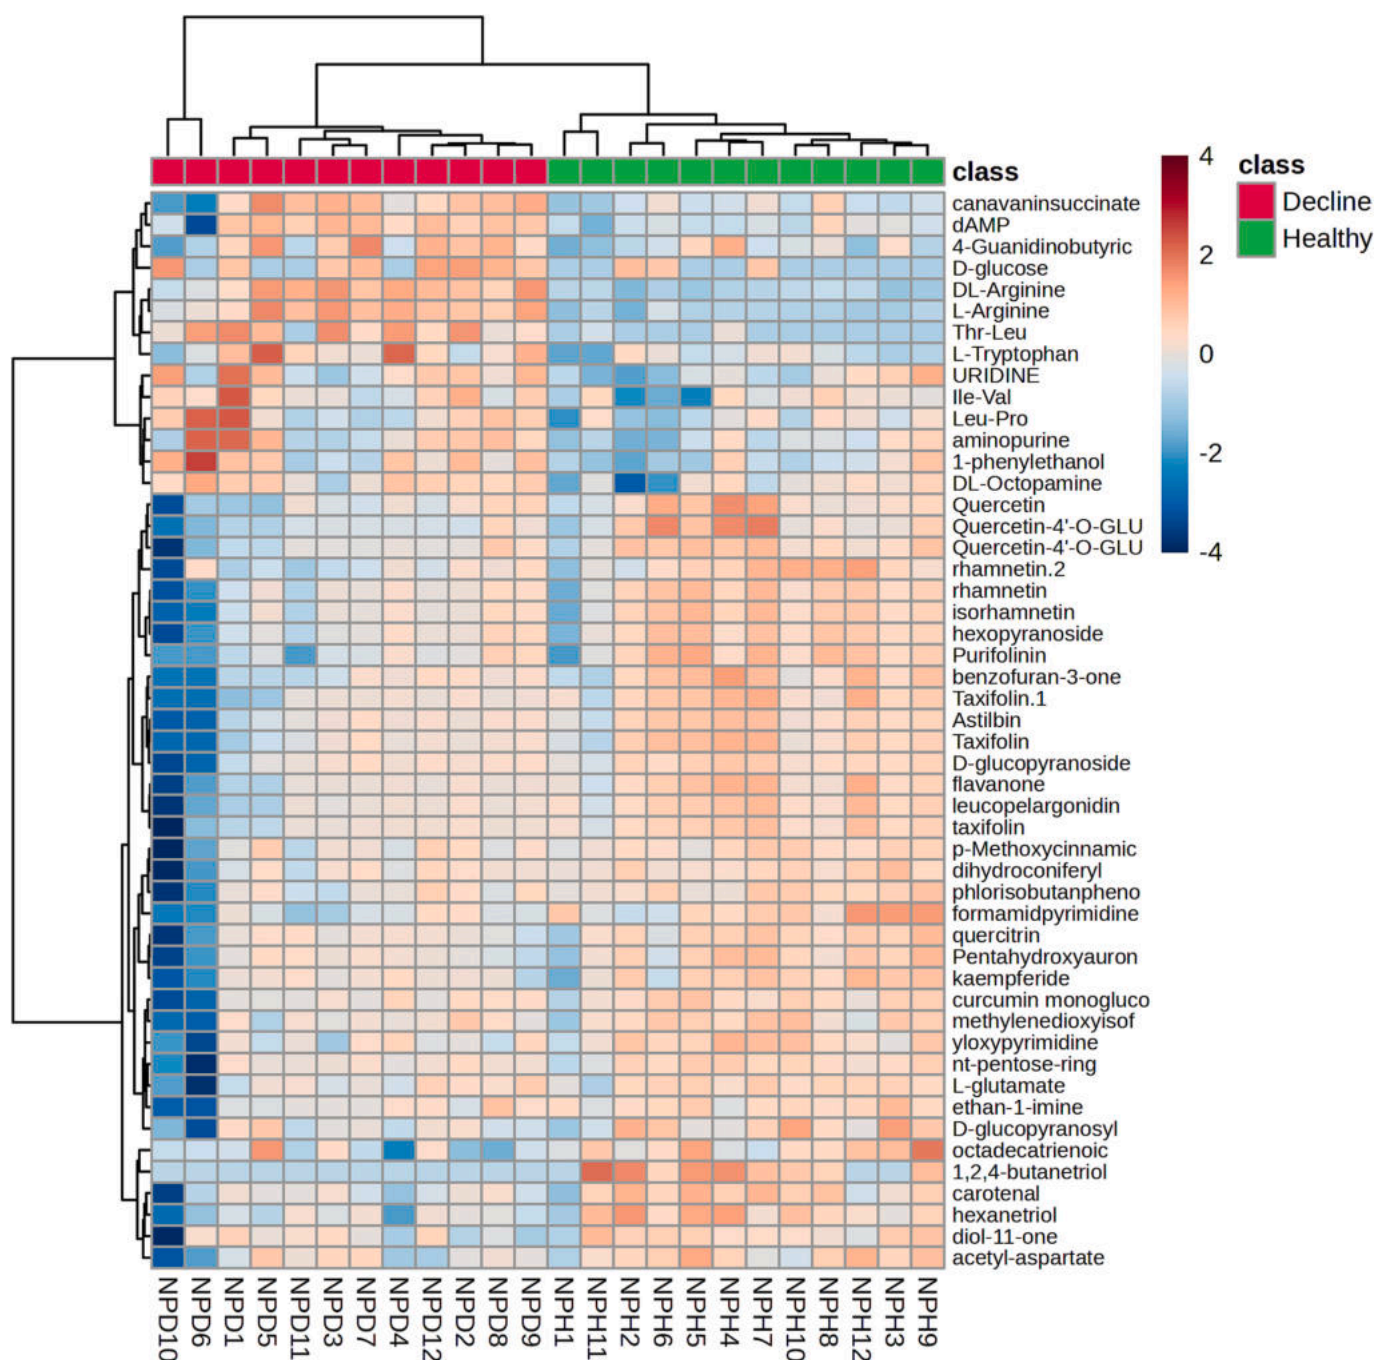 class
canavaninsuccinate
dAMP
4-Guanidinobutyric
D-glucose
DL-Arginine
L-Arginine
Thr-Leu
L-Tryptophan
URIDINE
Ile-Val
Leu-Pro
aminopurine
1-phenylethanol
DL-Octopamine
Quercetin
Quercetin-4'-O-GLU
Quercetin-4'-O-GLU
rhamnetin.2
rhamnetin
isorhamnetin
hexopyranoside
Purifolinin
benzofuran-3-one
Taxifolin.1
Astilbin
Taxifolin
D-glucopyranoside
flavanone
leucopelargonidin
taxifolin
p-Methoxycinnamic
dihydroconiferyl
phlorisobutanpheno
formamidpyrimidine
quercitrin
Pentahydroxyauron
kaempferide
curcumin monogluco
methylenedioxyisof
yloxypyrimidine
nt-pentose-ring
L-glutamate
ethan-1-imine
D-glucopyranosyl
octadecatrienoic
1,2,4-butanetriol
carotenal
hexanetriol
diol-11-one
acetyl-aspartate
4
2
0
-2
-4
class
Decline
Healthy
NPD10
NPD6
NPD1
NPD5
NPD11
NPD3
NPD7
NPD4
NPD12
NPD2
NPD8
NPD9
NPH1
NPH11
NPH2
NPH6
NPH5
NPH4
NPH7
NPH10
NPH8
NPH12
NPH3
NPH9